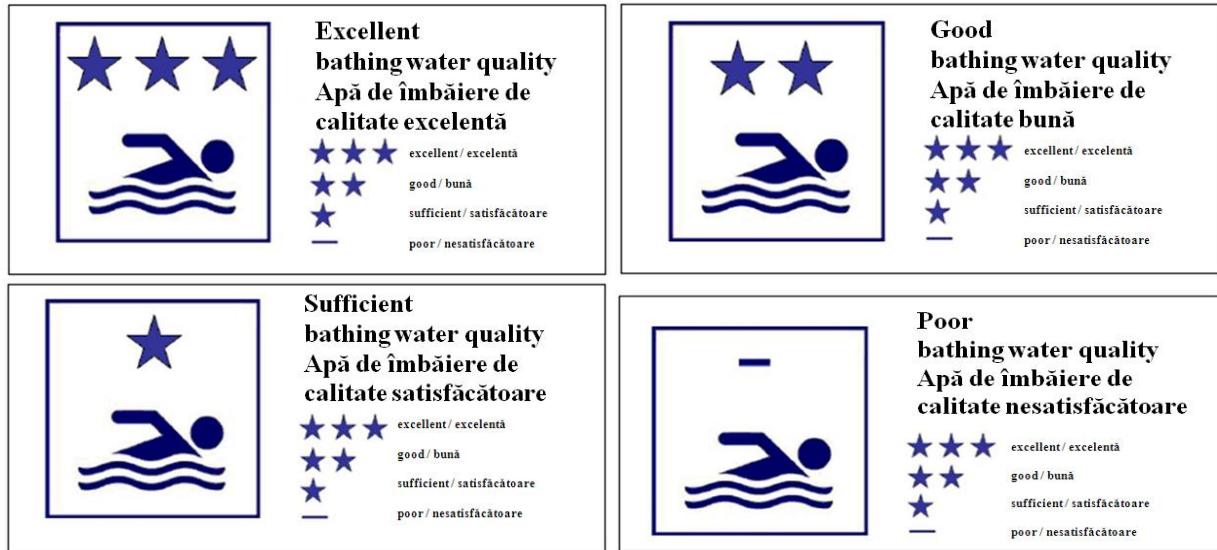 Excellent
bathing water quality
Apă de îmbăiere de
calitate excelentă
excellent / excelentă
good / bună
sufficient / satisfăcătoare
poor / nesatisfăcătoare
Good
bathing water quality
Apă de îmbăiere de
calitate bună
excellent / excelentă
good / bună
sufficient / satisfăcătoare
poor / nesatisfăcătoare
Sufficient
bathing water quality
Apă de îmbăiere de
calitate satisfăcătoare
excellent / excelentă
good / bună
sufficient / satisfăcătoare
poor / nesatisfăcătoare
Poor
bathing water quality
Apă de îmbăiere de
calitate nesatisfăcătoare
excellent / excelentă
good / bună
sufficient / satisfăcătoare
poor / nesatisfăcătoare